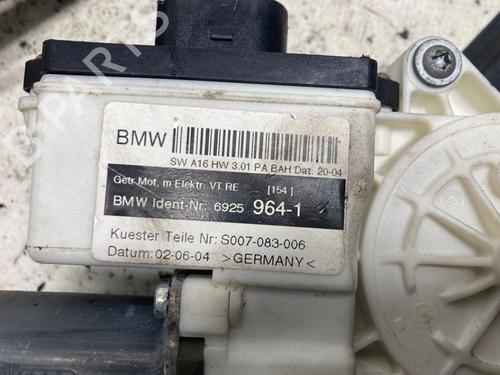 BMW
SW A16 HW 3.01 PA BAH Dat. 20-04
Getr.Mot. m Elektr. VT RE [154]
BMW Ident-Nr.: 6925 964-1
Kuester Teile Nr: S007-083-006
Datum: 02-06-04 >GERMANY<